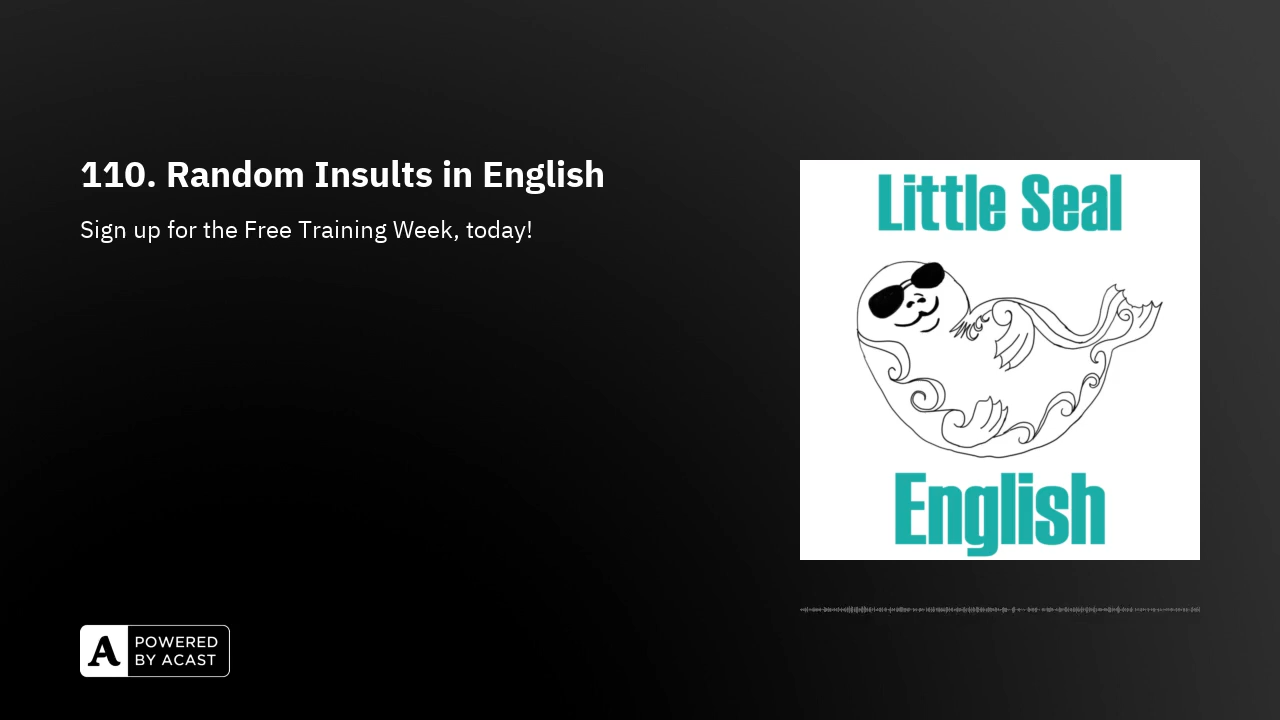 110. Random Insults in English
Sign up for the Free Training Week, today!
Little Seal
English
A POWERED
BY ACAST